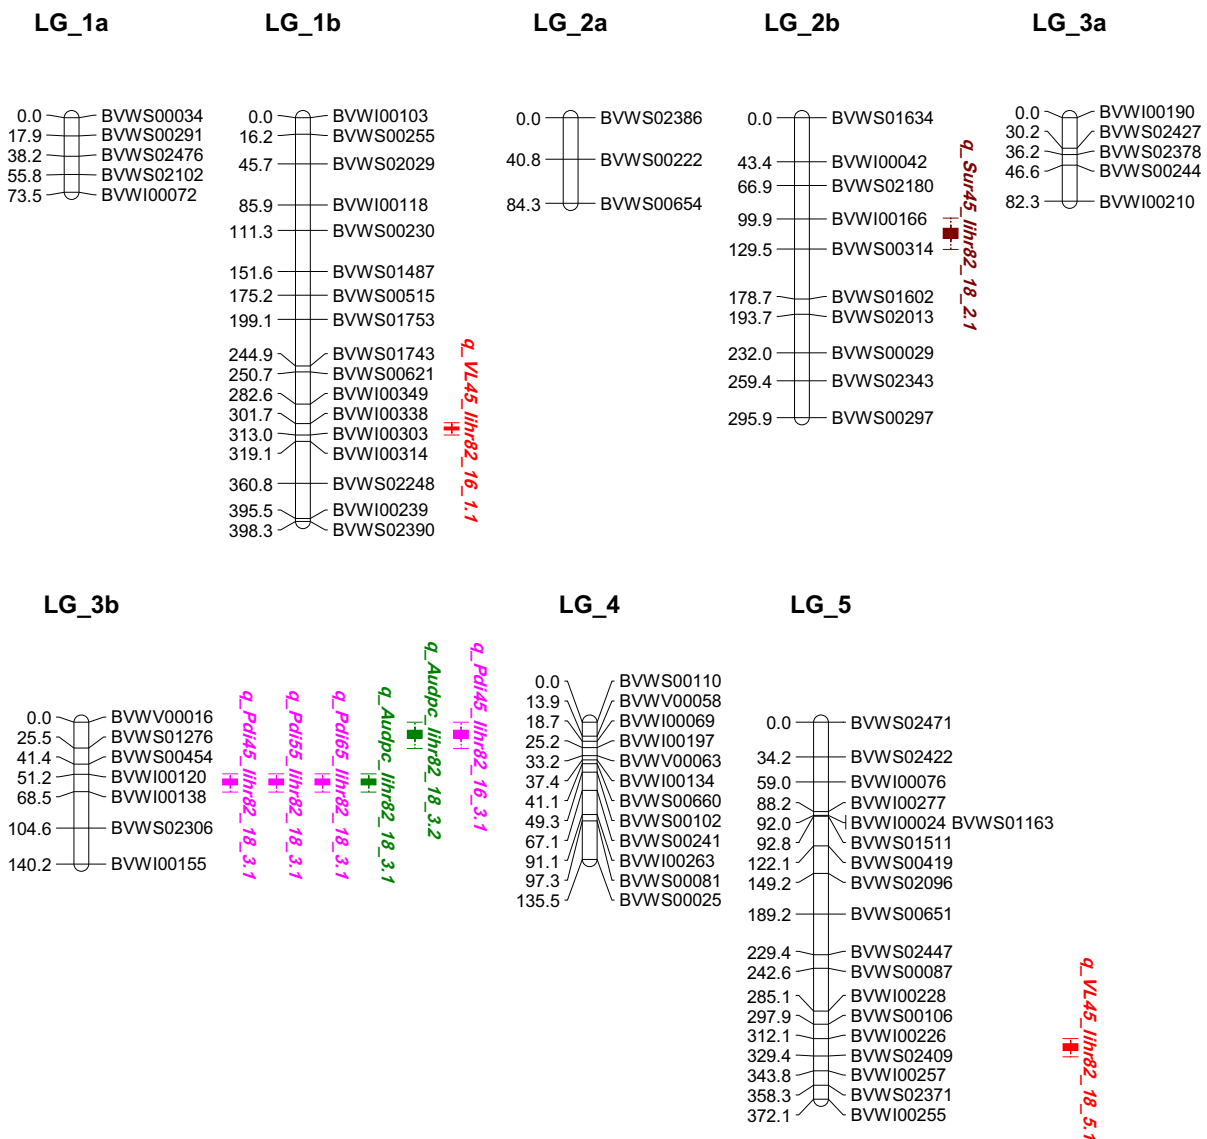 LG_1a LG_1b LG_2a LG_2b LG_3a
0.0 BVWS00034
17.9 BVWS00291
38.2 BVWS02476
55.8 BVWS02102
73.5 BVWI00072
0.0 BVWI00103
16.2 BVWS00255
45.7 BVWS02029
85.9 BVWI00118
111.3 BVWS00230
151.6 BVWS01487
175.2 BVWS00515
199.1 BVWS01753
244.9 BVWS01743
250.7 BVWS00621
282.6 BVWI00349
301.7 BVWI00338
313.0 BVWI00303
319.1 BVWI00314
360.8 BVWS02248
395.5 BVWI00239
398.3 BVWS02390
q_VL45_Iihr82_16_1.1
0.0 BVWS02386
40.8 BVWS00222
84.3 BVWS00654
0.0 BVWS01634
43.4 BVWI00042
66.9 BVWS02180
99.9 BVWI00166
129.5 BVWS00314
178.7 BVWS01602
193.7 BVWS02013
232.0 BVWS00029
259.4 BVWS02343
295.9 BVWS00297
q_Sur45_Iihr82_18_2.1
0.0 BVWI00190
30.2 BVWS02427
36.2 BVWS02378
46.6 BVWS00244
82.3 BVWI00210
LG_3b LG_4 LG_5
0.0 BVWV00016
25.5 BVWS01276
41.4 BVWS00454
51.2 BVWI00120
68.5 BVWI00138
104.6 BVWS02306
140.2 BVWI00155
q_Pdi45_Iihr82_18_3.1
q_Pdi55_Iihr82_18_3.1
q_Pdi65_Iihr82_18_3.1
q_Audpc_Iihr82_18_3.1
q_Audpc_Iihr82_18_3.2
q_Pdi45_Iihr82_16_3.1
0.0 BVWS00110
13.9 BVWV00058
18.7 BVWI00069
25.2 BVWI00197
33.2 BVWV00063
37.4 BVWI00134
41.1 BVWS00660
49.3 BVWS00102
67.1 BVWS00241
91.1 BVWI00263
97.3 BVWS00081
135.5 BVWS00025
0.0 BVWS02471
34.2 BVWS02422
59.0 BVWI00076
88.2 BVWI00277
92.0 BVWI00024 BVWS01163
92.8 BVWS01511
122.1 BVWS00419
149.2 BVWS02096
189.2 BVWS00651
229.4 BVWS02447
242.6 BVWS00087
285.1 BVWI00228
297.9 BVWS00106
312.1 BVWI00226
329.4 BVWS02409
343.8 BVWI00257
358.3 BVWS02371
372.1 BVWI00255
q_VL45_Iihr82_18_5.1